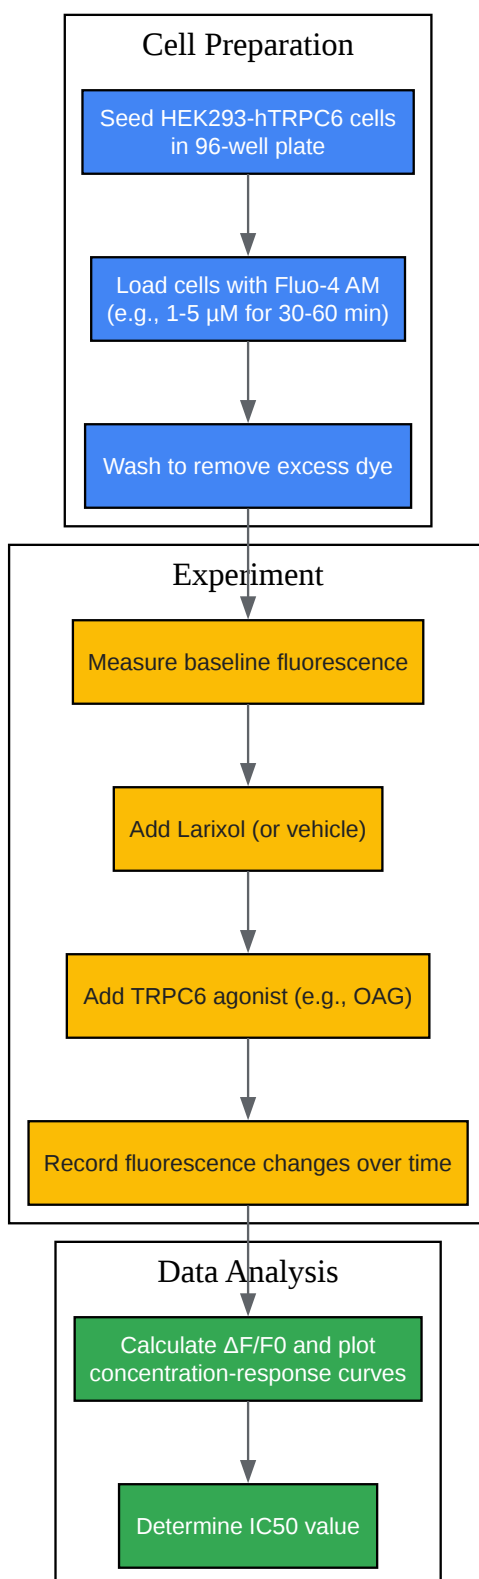 Cell Preparation
Seed HEK293-hTRPC6 cells
in 96-well plate
Load cells with Fluo-4 AM
(e.g., 1-5 µM for 30-60 min)
Wash to remove excess dye
Experiment
Measure baseline fluorescence
Add Larixol (or vehicle)
Add TRPC6 agonist (e.g., OAG)
Record fluorescence changes over time
Data Analysis
Calculate ΔF/F0 and plot
concentration-response curves
Determine IC50 value